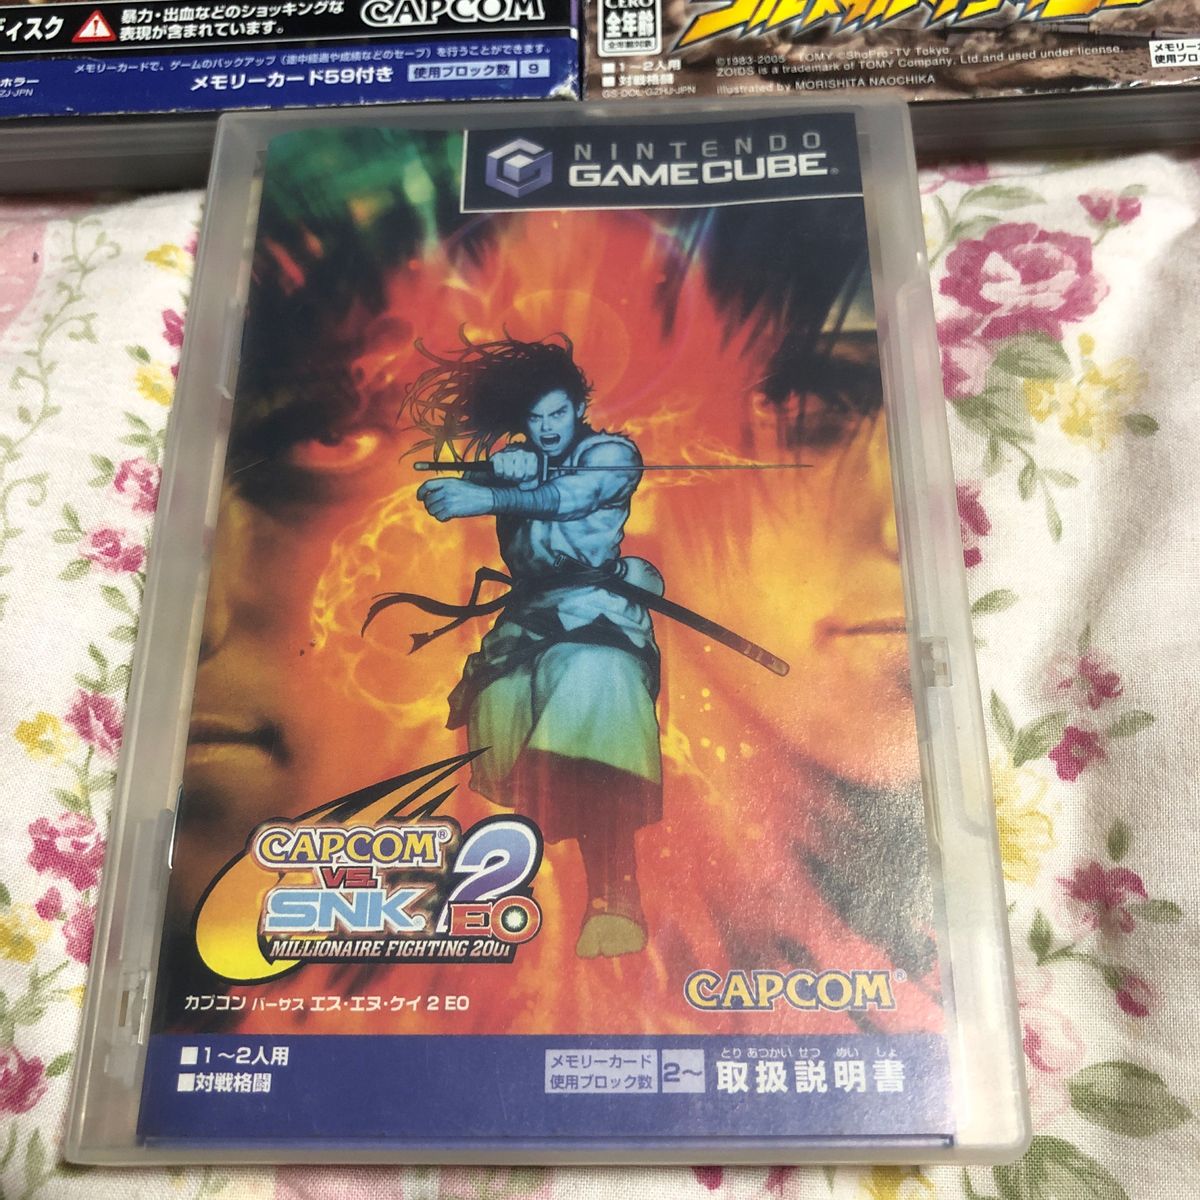 ディスク
暴力・出血などのショッキングな
表現が含まれています。
CAPCOM
メモリーカードで、ゲームのバックアップ(途中経過や成績などのセーブ)を行うことができます。
ホラー
メモリーカード59付き
使用ブロック数 9
CERO
全年齢
全年齢対象
■1〜2人用
■対戦格闘
©1983-2005 TOMY ©ShoPro・TV Tokyo
ZOIDS is a trademark of TOMY Company, Ltd.and used under license.
illustrated by MORISHITA NAOCHIKA
NINTENDO
GAMECUBE®
CAPCOM®
VS.
SNK®
2
EO
MILLIONAIRE FIGHTING 2001
カプコン バーサス エス・エヌ・ケイ 2 EO
CAPCOM®
■1〜2人用
■対戦格闘
メモリーカード
使用ブロック数 2〜
とり あつかい せつ めい しょ
取扱説明書